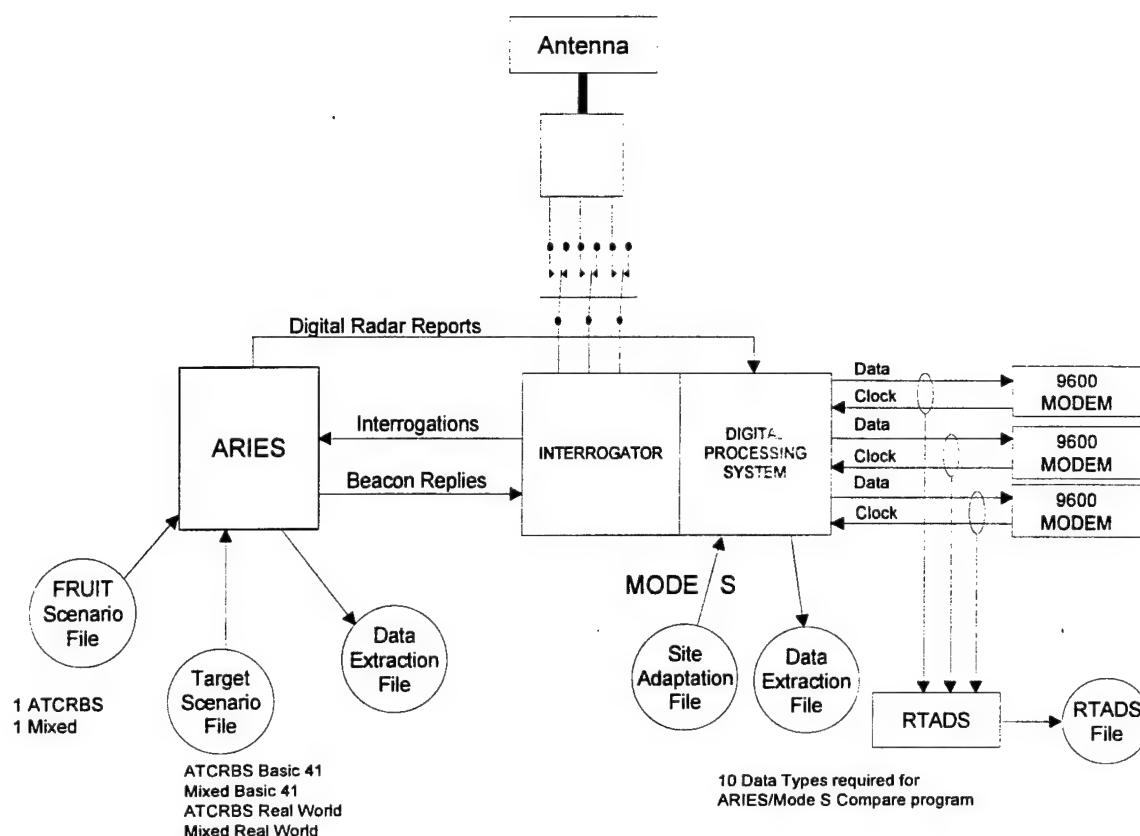 Antenna
Digital Radar Reports
ARIES
Interrogations
Beacon Replies
INTERROGATOR
DIGITAL
PROCESSING
SYSTEM
Data
Clock
Data
Clock
Data
Clock
9600
MODEM
9600
MODEM
9600
MODEM
MODE S
FRUIT
Scenario
File
1 ATCRBS
1 Mixed
Target
Scenario
File
ATCRBS Basic 41
Mixed Basic 41
ATCRBS Real World
Mixed Real World
Data
Extraction
File
Site
Adaptation
File
Data
Extraction
File
RTADS
RTADS
File
10 Data Types required for
ARIES/Mode S Compare program